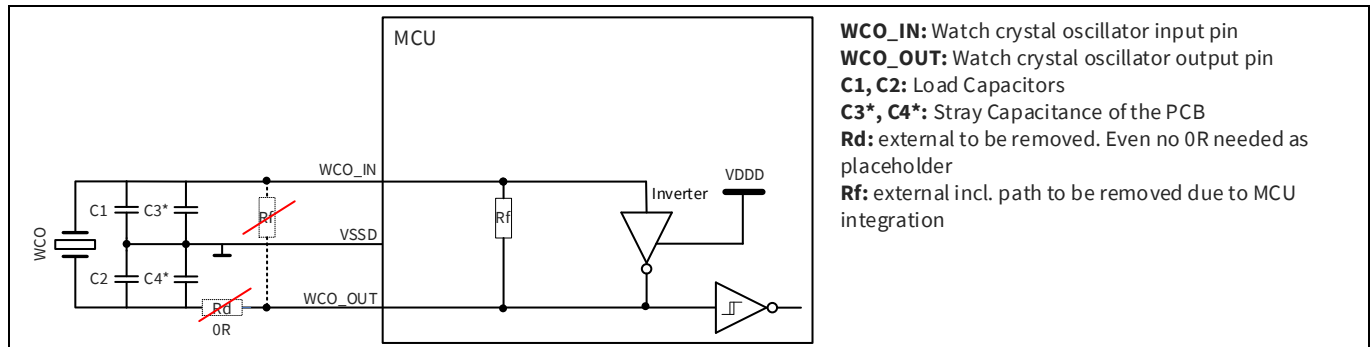 MCU
WCO_IN: Watch crystal oscillator input pin
WCO_OUT: Watch crystal oscillator output pin
C1, C2: Load Capacitors
C3*, C4*: Stray Capacitance of the PCB
Rd: external to be removed. Even no 0R needed as
placeholder
Rf: external incl. path to be removed due to MCU
integration
WCO_IN
VDDD
Inverter
C1
C3*
Rf
Rf
VSSD
WCO
C2
C4*
WCO_OUT
Rd
0R